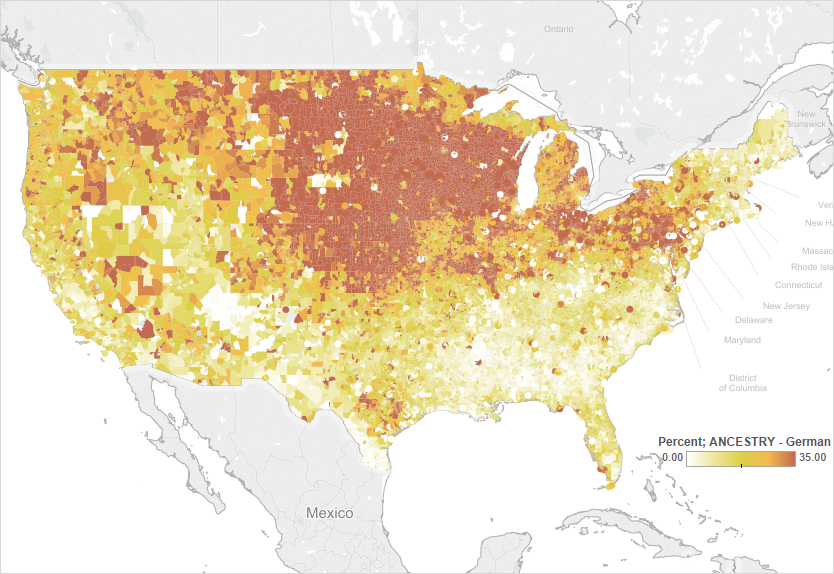 Ontario
New
Brunswick
Ver
New Ha
Massac
Rhode Isla
Connecticut
New Jersey
Delaware
Maryland
District
of Columbia
Percent; ANCESTRY - German
0.00 35.00
Mexico